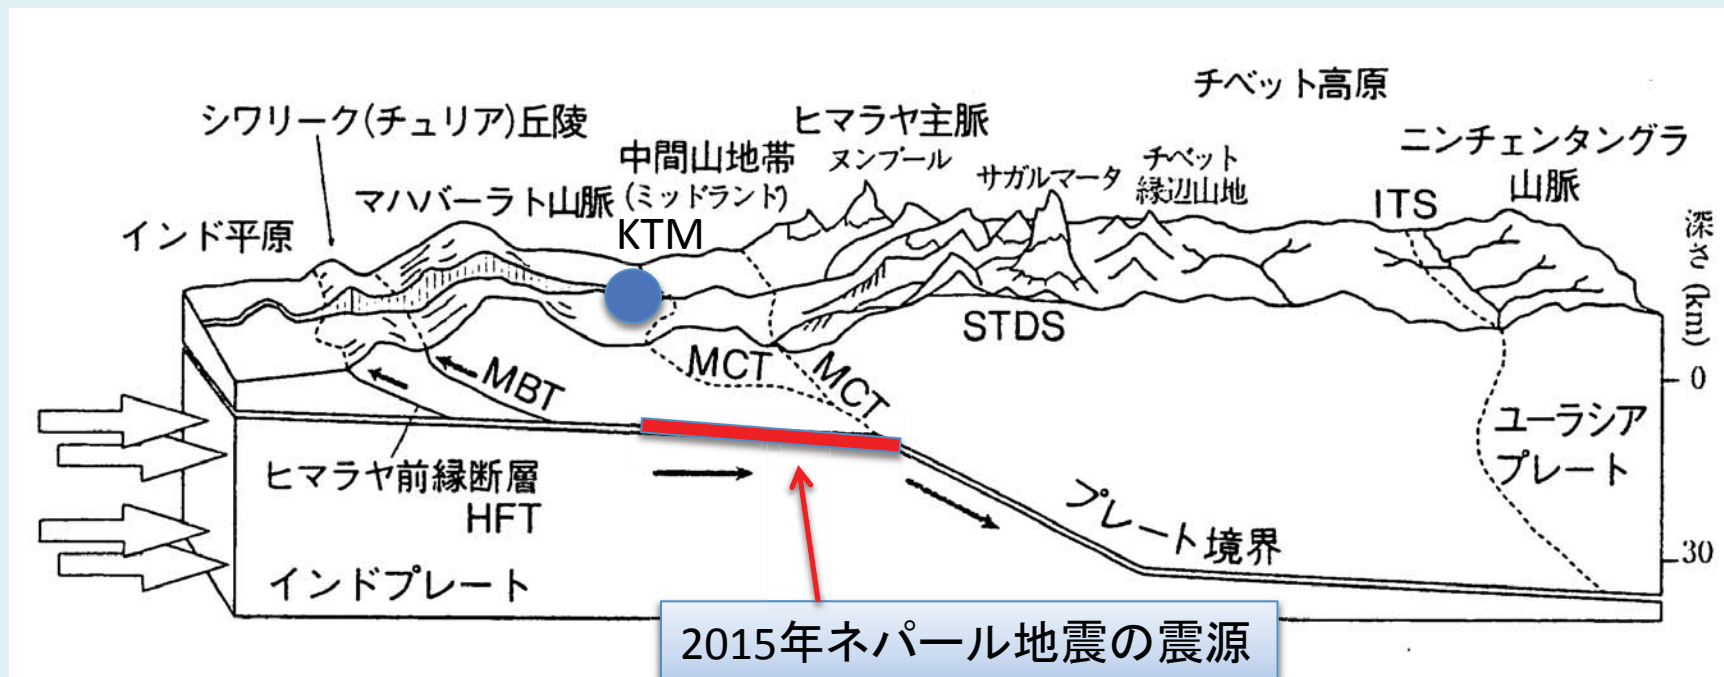 チベット高原
シワリーク(チュリア)丘陵
ヒマラヤ主脈
ヌンプール
ニンチェンタングラ
山脈
中間山地帯
(ミッドランド)
サガルマータ
チベット
縁辺山地
マハバーラト山脈
ITS
インド平原
KTM
深さ(km)
STDS
MCT
MCT
MBT
0
ユーラシア
プレート
ヒマラヤ前縁断層
HFT
プレート境界
30
インドプレート
2015年ネパール地震の震源